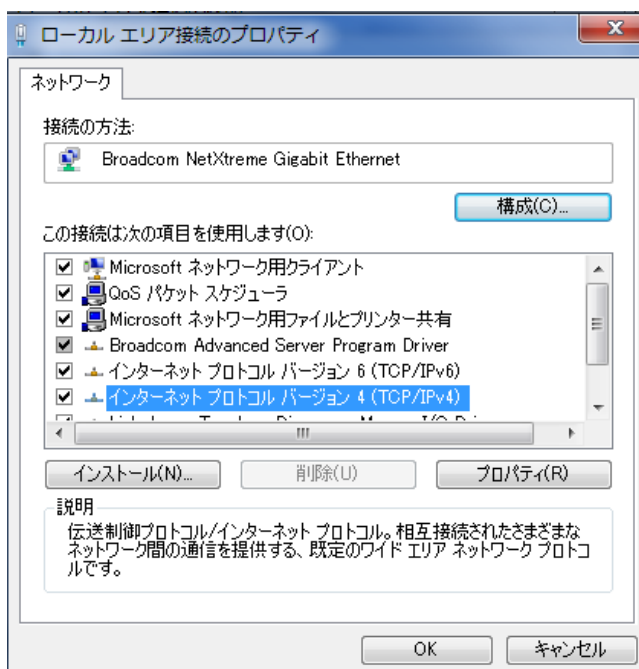 ローカル エリア接続のプロパティ
ネットワーク
接続の方法:
Broadcom NetXtreme Gigabit Ethernet
構成(C)...
この接続は次の項目を使用します(O):
Microsoft ネットワーク用クライアント
QoS パケット スケジューラ
Microsoft ネットワーク用ファイルとプリンター共有
Broadcom Advanced Server Program Driver
インターネット プロトコル バージョン 6 (TCP/IPv6)
インターネット プロトコル バージョン 4 (TCP/IPv4)
インストール(N)...
削除(U)
プロパティ(R)
説明
伝送制御プロトコル/インターネット プロトコル。相互接続されたさまざまな
ネットワーク間の通信を提供する、既定のワイド エリア ネットワーク プロトコ
ルです。
OK
キャンセル